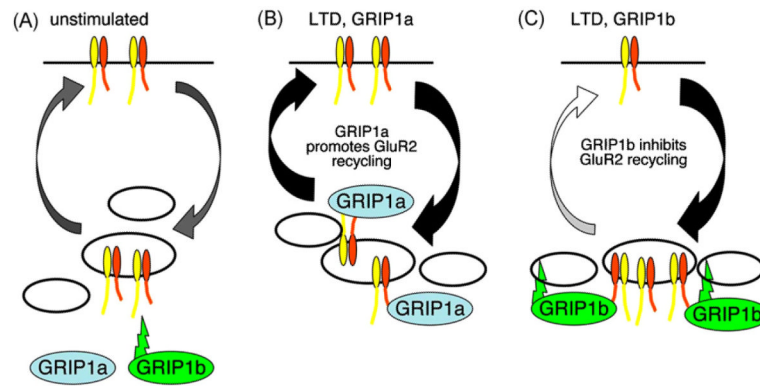 (A) unstimulated
GRIP1a
GRIP1b
(B) LTD, GRIP1a
GRIP1a
promotes GluR2
recycling
GRIP1a
GRIP1a
(C) LTD, GRIP1b
GRIP1b inhibits
GluR2 recycling
GRIP1b
GRIP1b